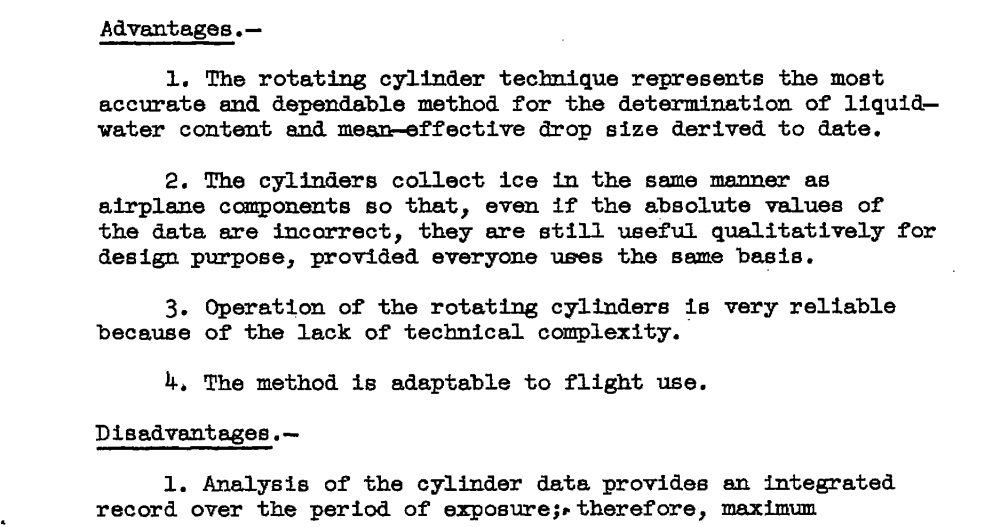 Advantages.—
1. The rotating cylinder technique represents the most
accurate and dependable method for the determination of liquid—
water content and mean—effective drop size derived to date.
2. The cylinders collect ice in the same manner as
airplane components so that, even if the absolute values of
the data are incorrect, they are still useful qualitatively for
design purpose, provided everyone uses the same basis.
3. Operation of the rotating cylinders is very reliable
because of the lack of technical complexity.
4. The method is adaptable to flight use.
Disadvantages.—
1. Analysis of the cylinder data provides an integrated
record over the period of exposure; therefore, maximum